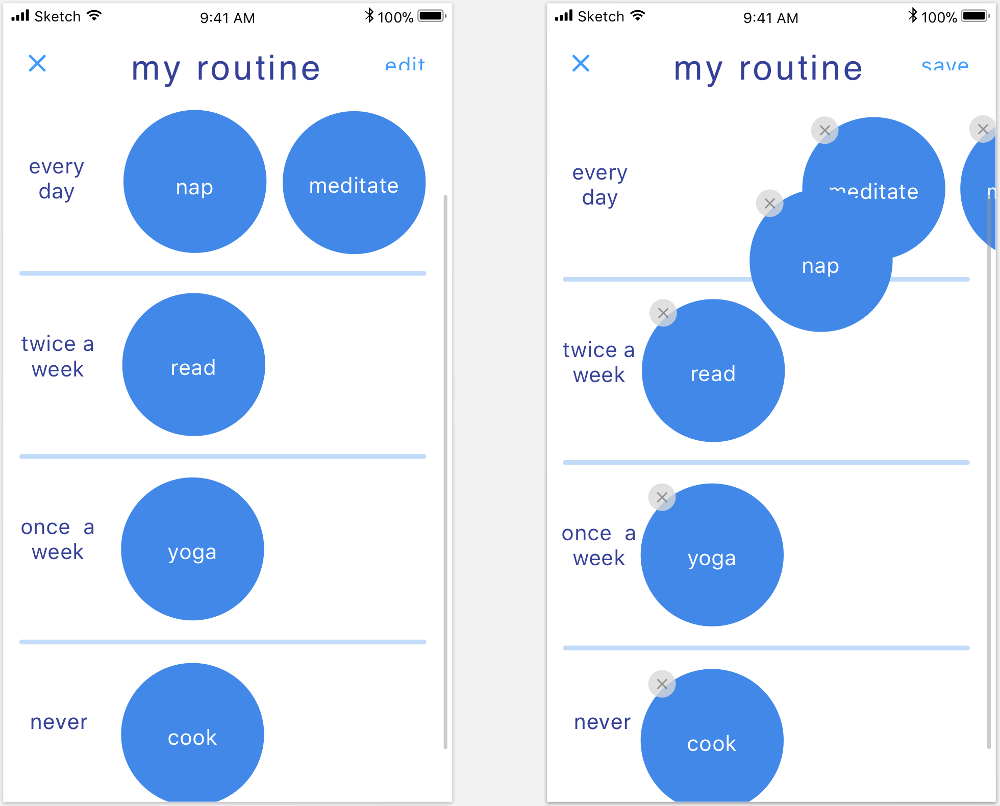 Sketch 9:41 AM 100%
my routine edit
every
day
nap meditate
twice a
week
read
once a
week
yoga
never
cook
Sketch 9:41 AM 100%
my routine save
every
day
meditate
nap
twice a
week
read
once a
week
yoga
never
cook